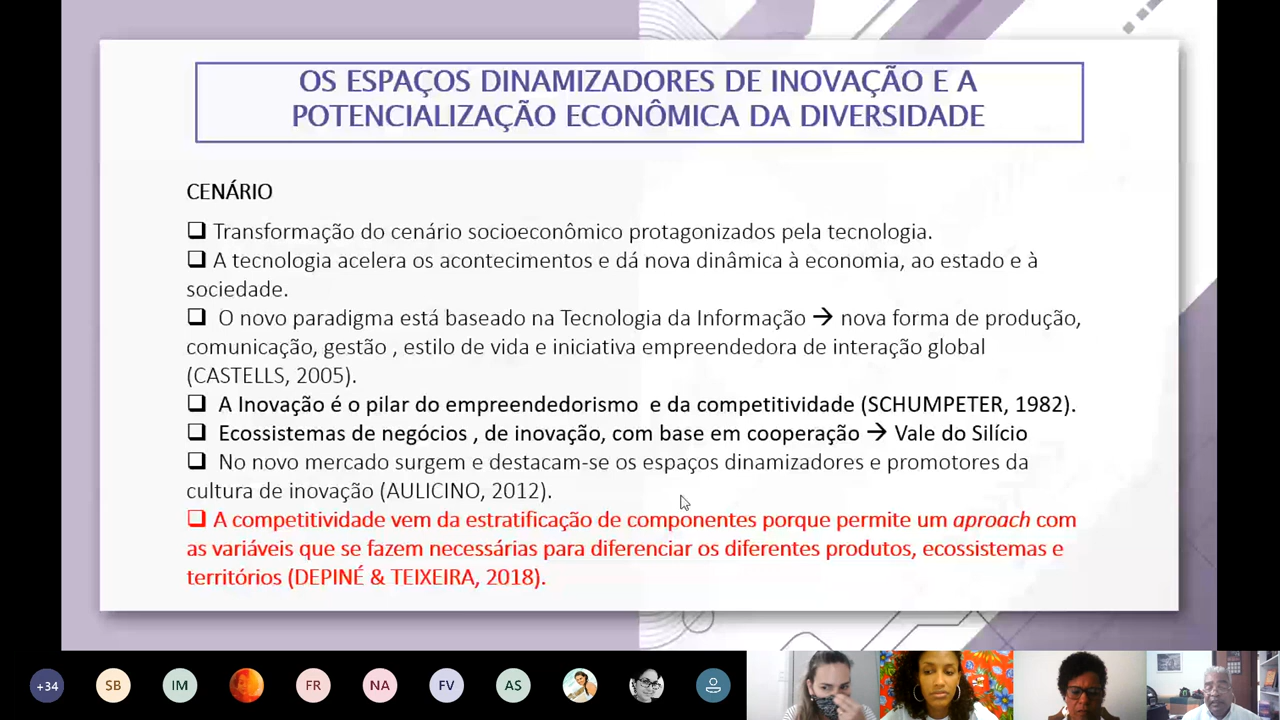 OS ESPAÇOS DINAMIZADORES DE INOVAÇÃO E A
POTENCIALIZAÇÃO ECONÔMICA DA DIVERSIDADE
CENÁRIO
❑ Transformação do cenário socioeconômico protagonizados pela tecnologia.
❑ A tecnologia acelera os acontecimentos e dá nova dinâmica à economia, ao estado e à
sociedade.
❑ O novo paradigma está baseado na Tecnologia da Informação → nova forma de produção,
comunicação, gestão , estilo de vida e iniciativa empreendedora de interação global
(CASTELLS, 2005).
❑ A Inovação é o pilar do empreendedorismo e da competitividade (SCHUMPETER, 1982).
❑ Ecossistemas de negócios , de inovação, com base em cooperação → Vale do Silício
❑ No novo mercado surgem e destacam-se os espaços dinamizadores e promotores da
cultura de inovação (AULICINO, 2012).
❑ A competitividade vem da estratificação de componentes porque permite um aproach com
as variáveis que se fazem necessárias para diferenciar os diferentes produtos, ecossistemas e
territórios (DEPINÉ & TEIXEIRA, 2018).
+34 SB IM FR NA FV AS